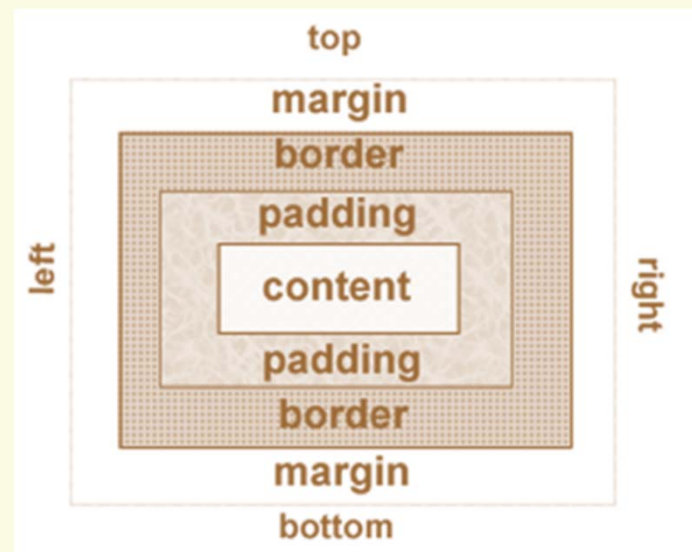 top
margin
border
padding
left
content
right
padding
border
margin
bottom